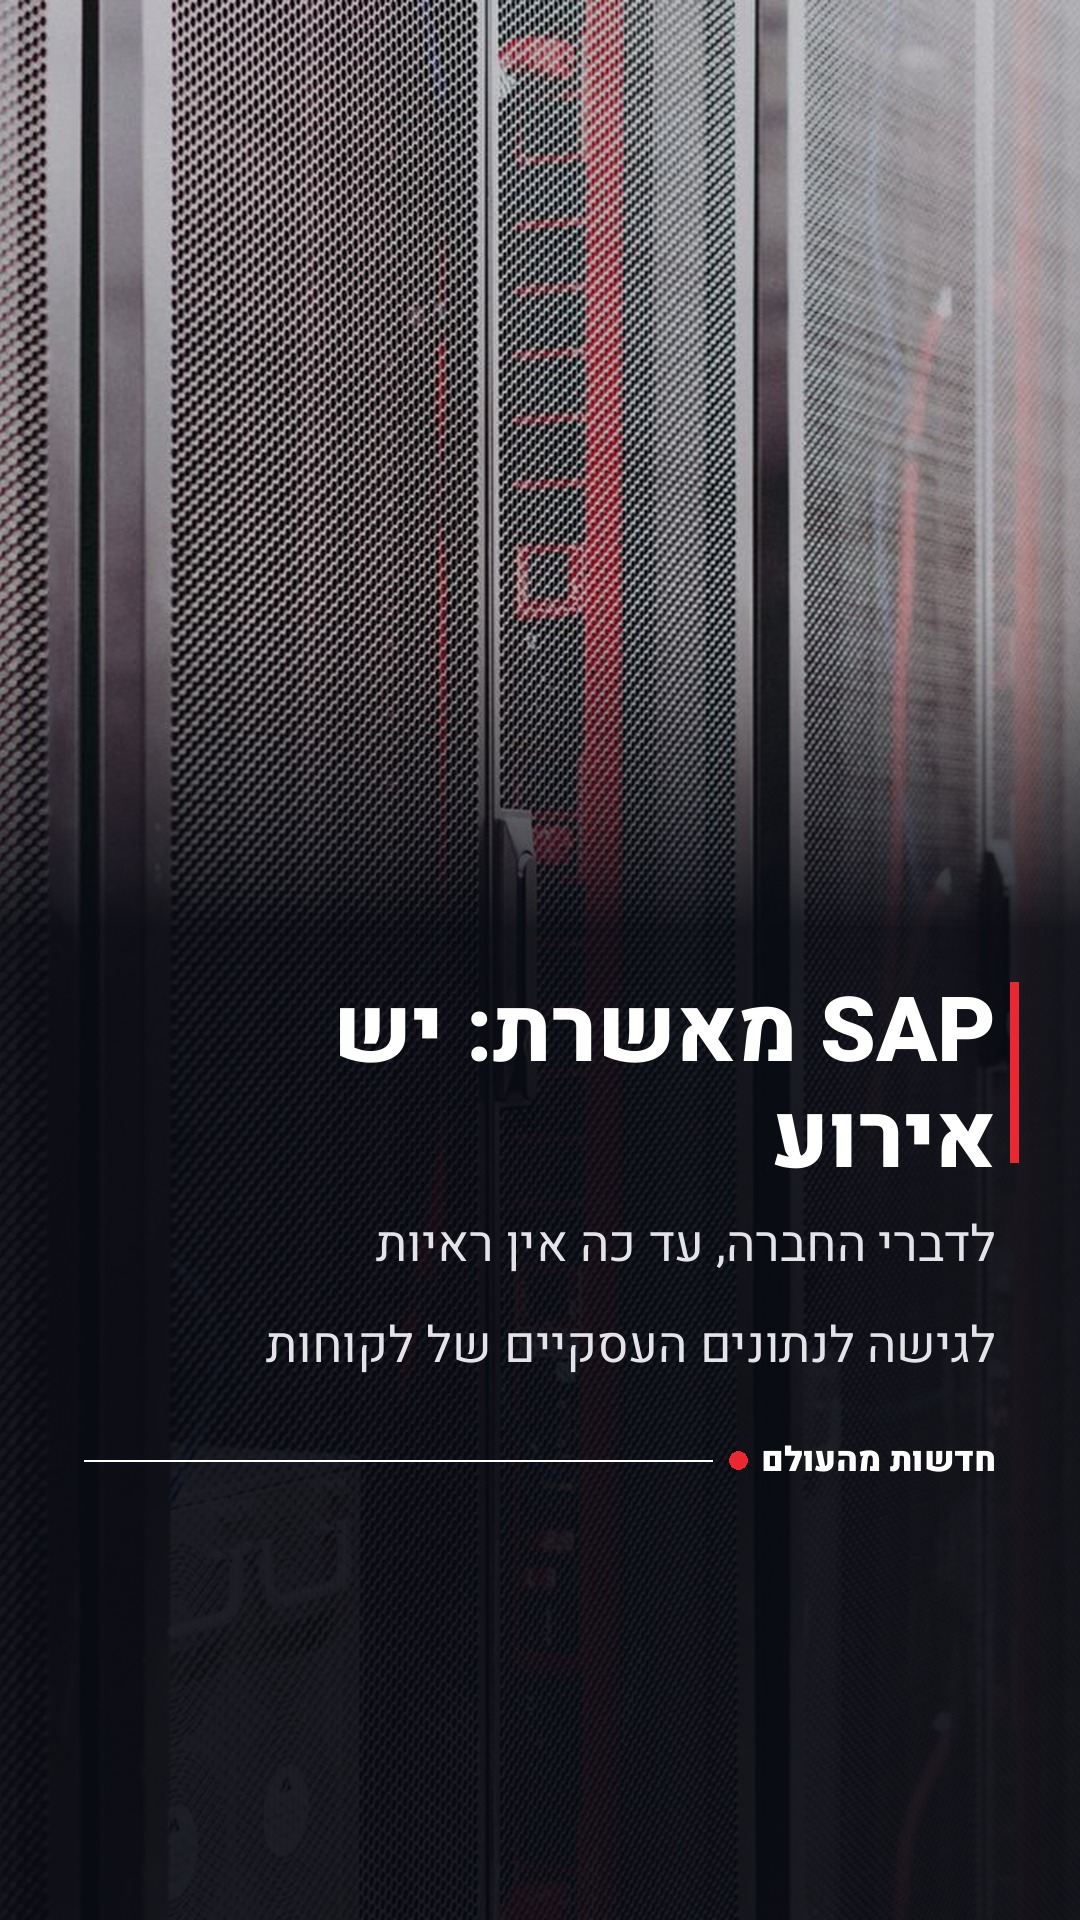 SAP מאשרת: יש
אירוע
לדברי החברה, עד כה אין ראיות
לגישה לנתונים העסקיים של לקוחות
חדשות מהעולם